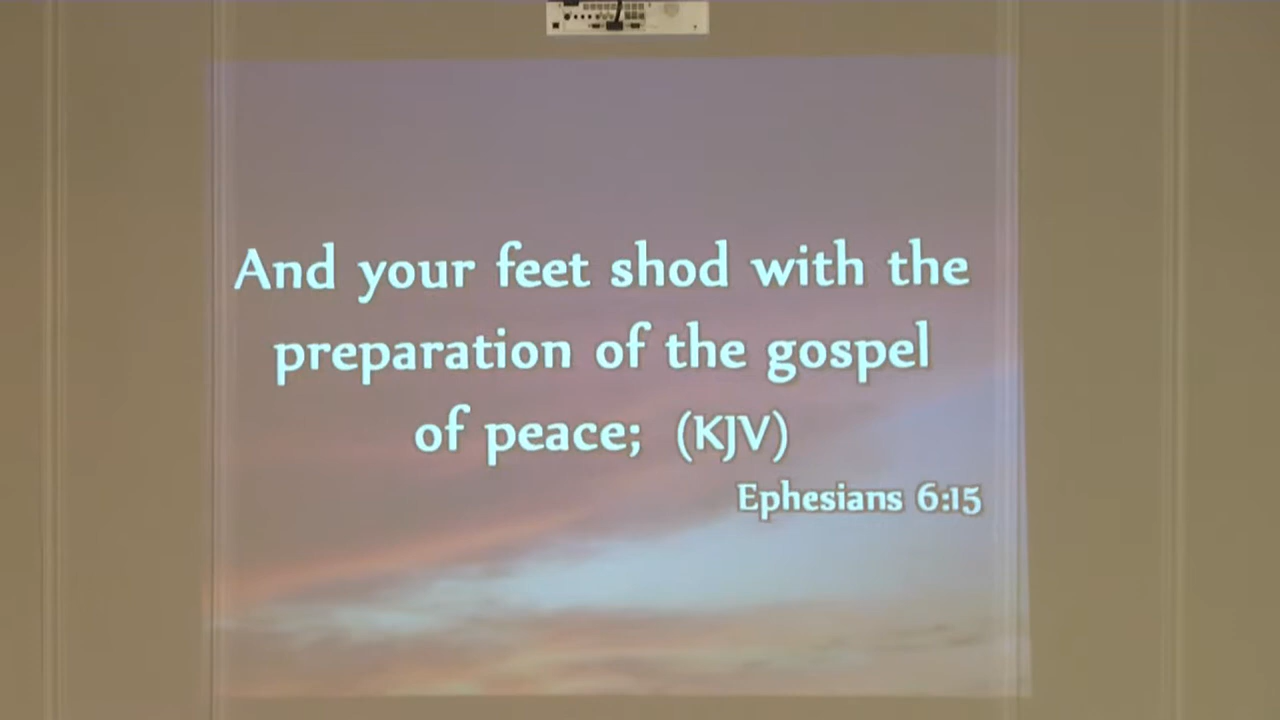 And your feet shod with the
preparation of the gospel
of peace; (KJV)
Ephesians 6:15